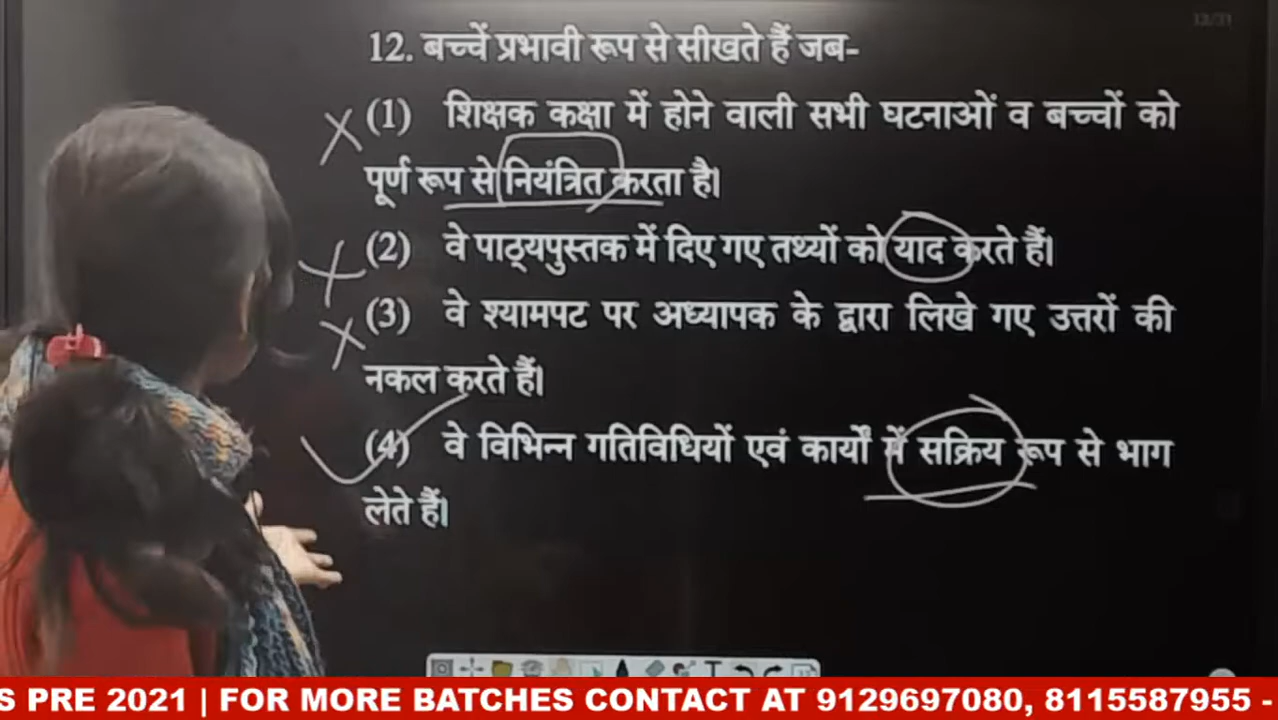 12/31
12. बच्चें प्रभावी रूप से सीखते हैं जब-
(1) शिक्षक कक्षा में होने वाली सभी घटनाओं व बच्चों को
पूर्ण रूप से नियंत्रित करता है।
(2) वे पाठ्यपुस्तक में दिए गए तथ्यों को याद करते हैं।
(3) वे श्यामपट पर अध्यापक के द्वारा लिखे गए उत्तरों की
नकल करते हैं।
(4) वे विभिन्न गतिविधियों एवं कार्यों में सक्रिय रूप से भाग
लेते हैं।
S PRE 2021 | FOR MORE BATCHES CONTACT AT 9129697080, 8115587955 -